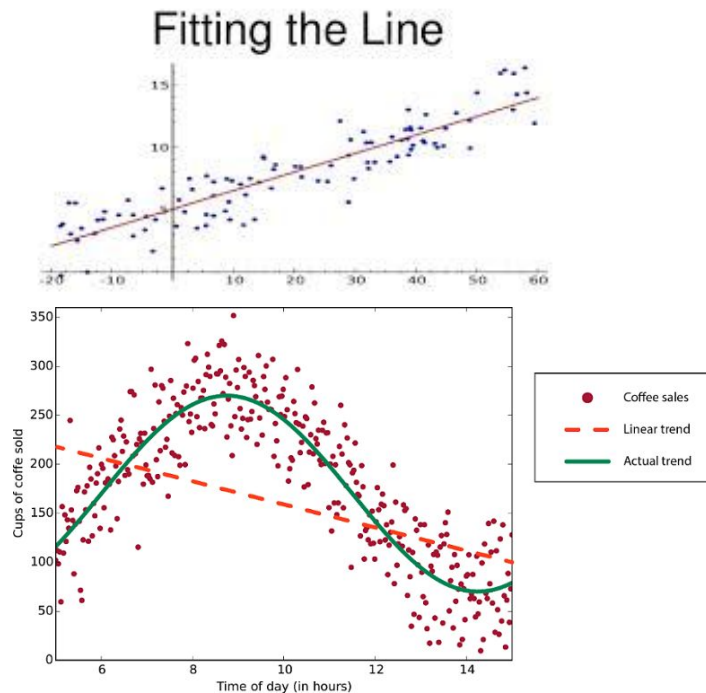 Fitting the Line
15
10
-20 -10 10 20 30 40 50 60
350
300
250
200
150
100
50
0
Cups of coffe sold
6 8 10 12 14
Time of day (in hours)
Coffee sales
Linear trend
Actual trend